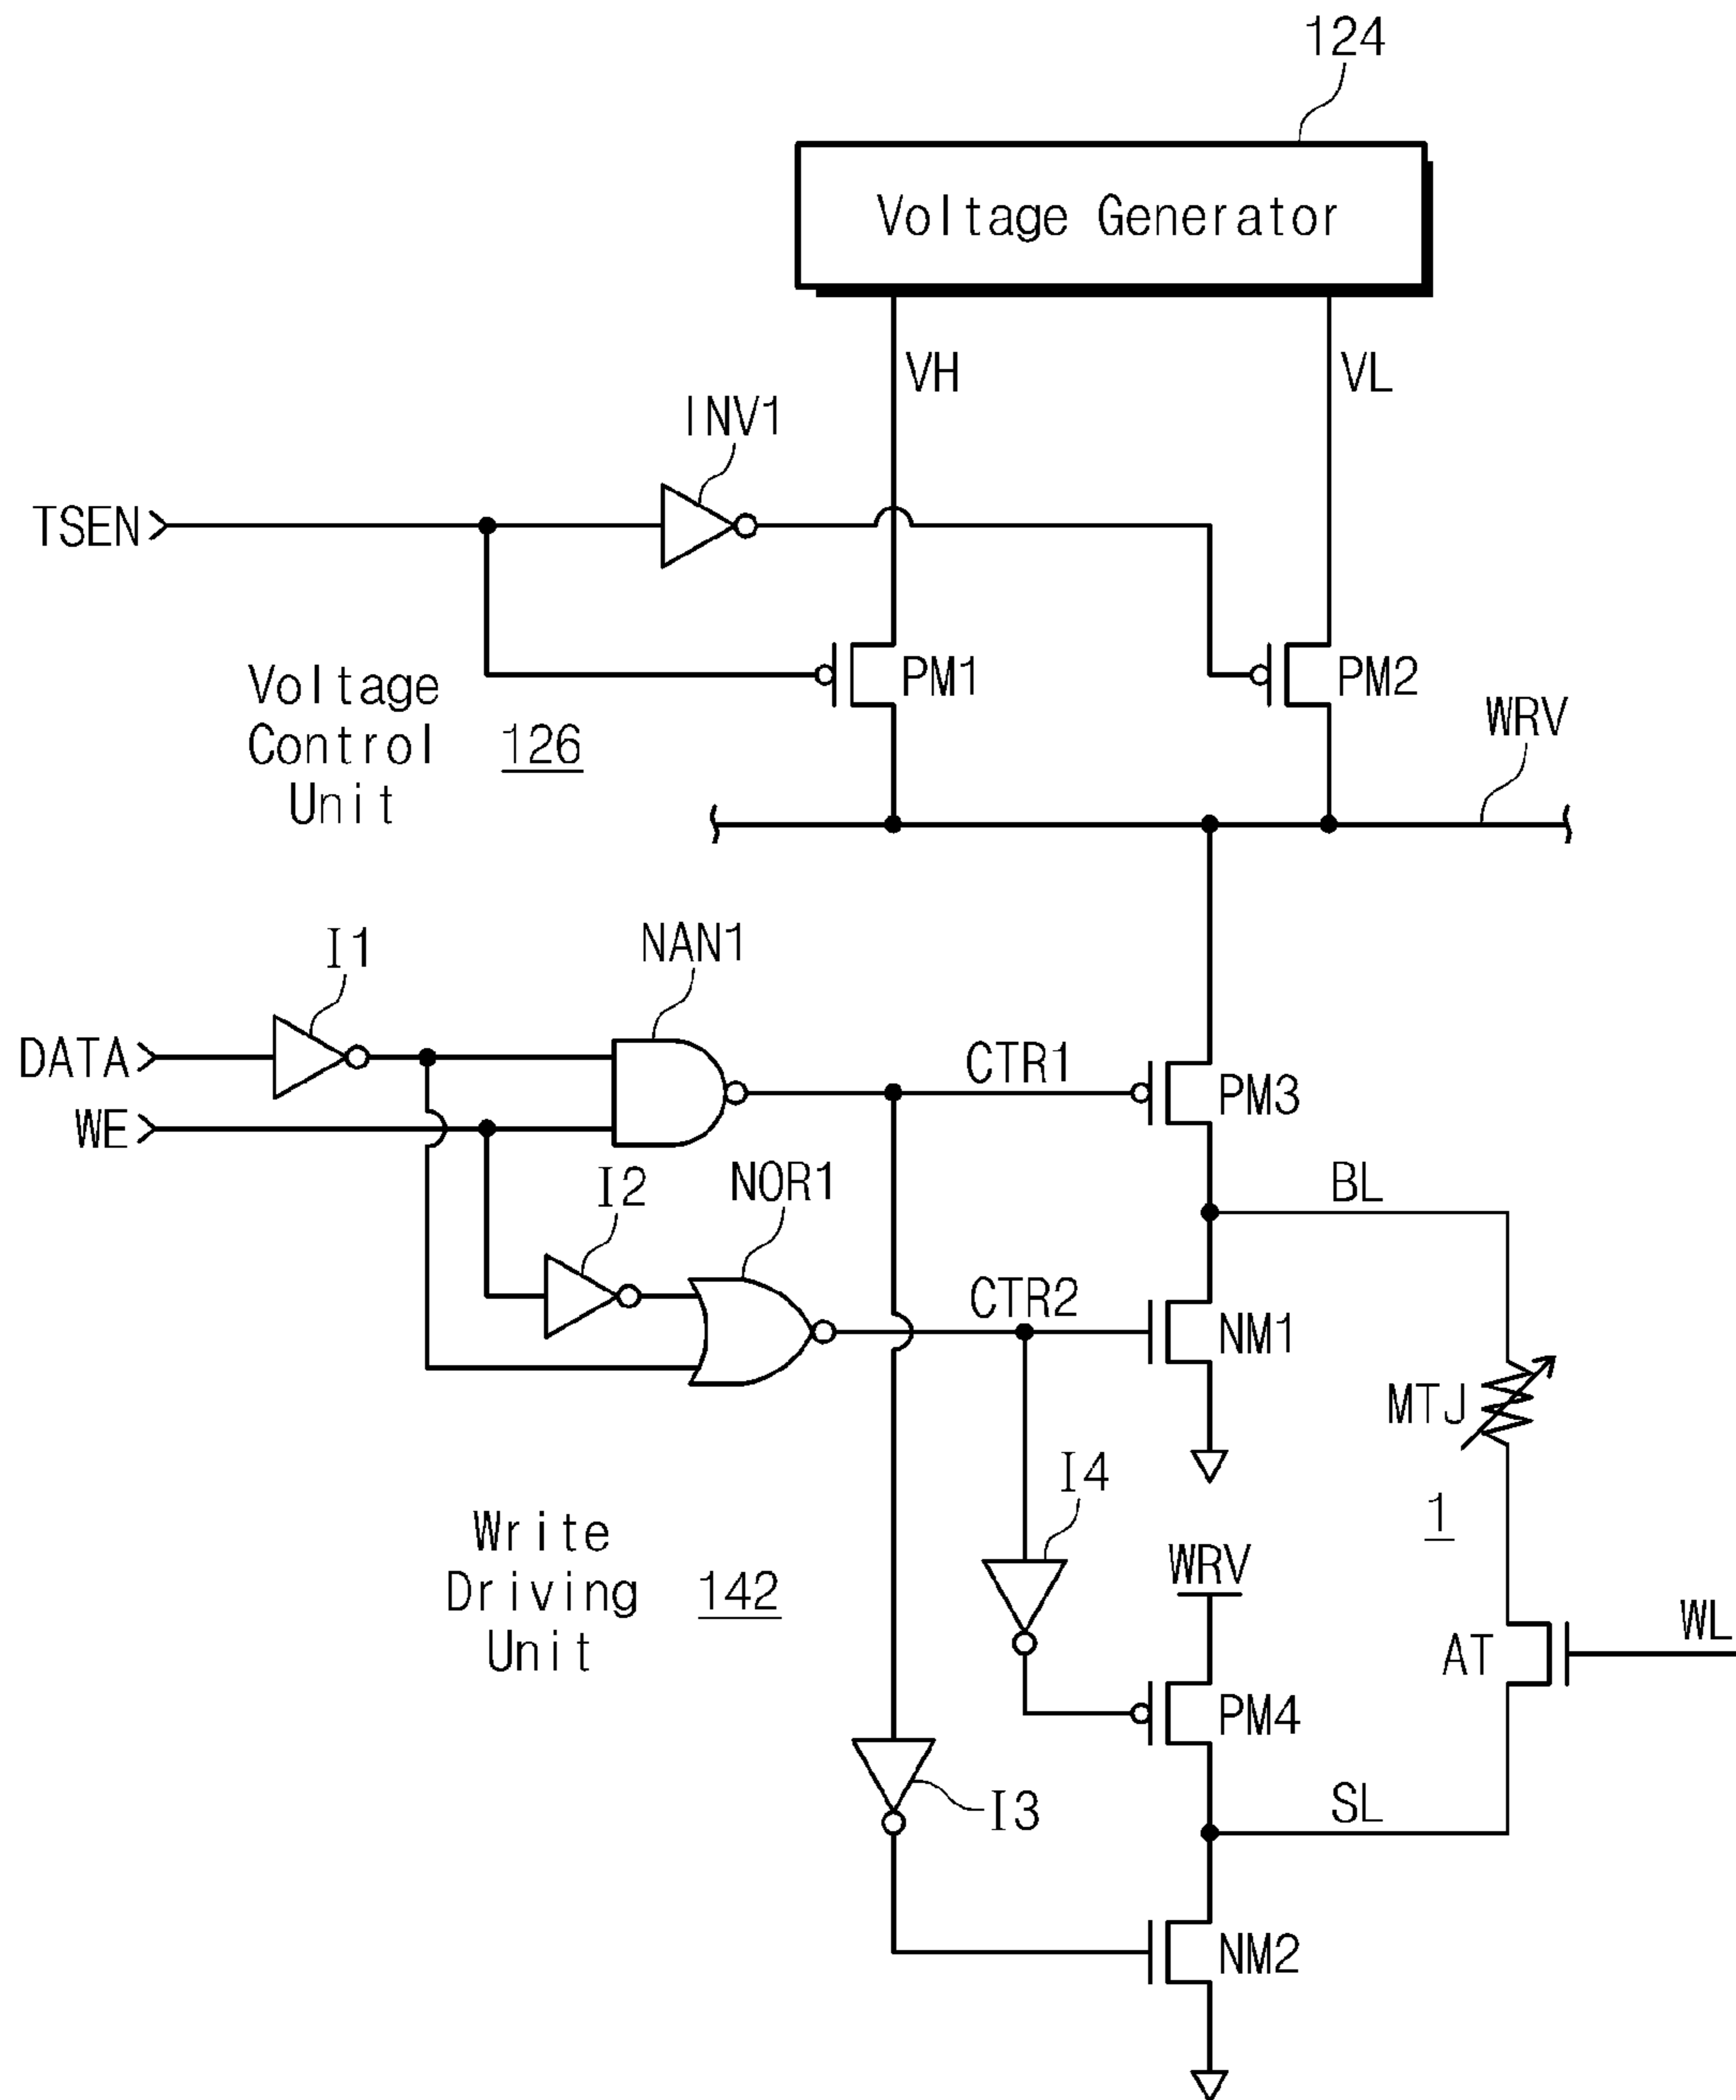 124
Voltage Generator
VH
VL
INV1
TSEN
PM1
PM2
Voltage
Control
Unit
126
WRV
I1
NAN1
DATA
WE
CTR1
PM3
I2
NOR1
BL
CTR2
NM1
MTJ
I4
1
Write
Driving
Unit
142
WRV
WL
AT
PM4
I3
SL
NM2